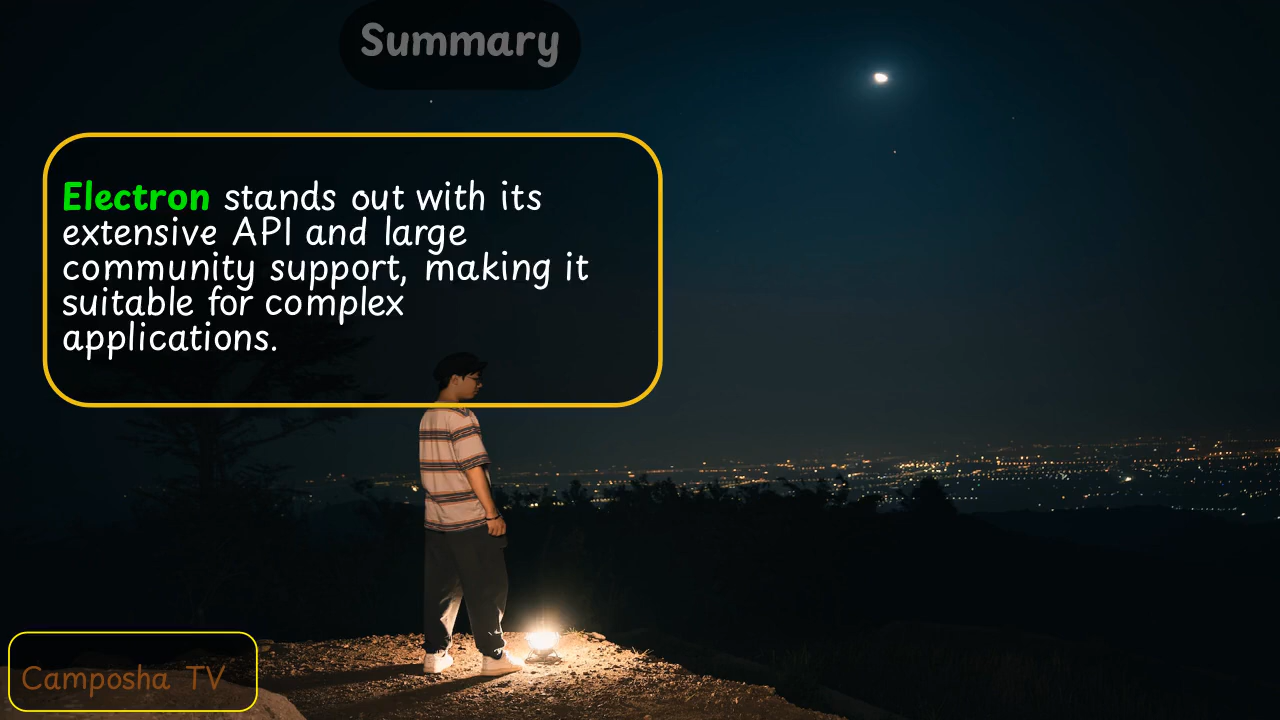 Summary
Electron stands out with its
extensive API and large
community support, making it
suitable for complex
applications.
Camposha TV